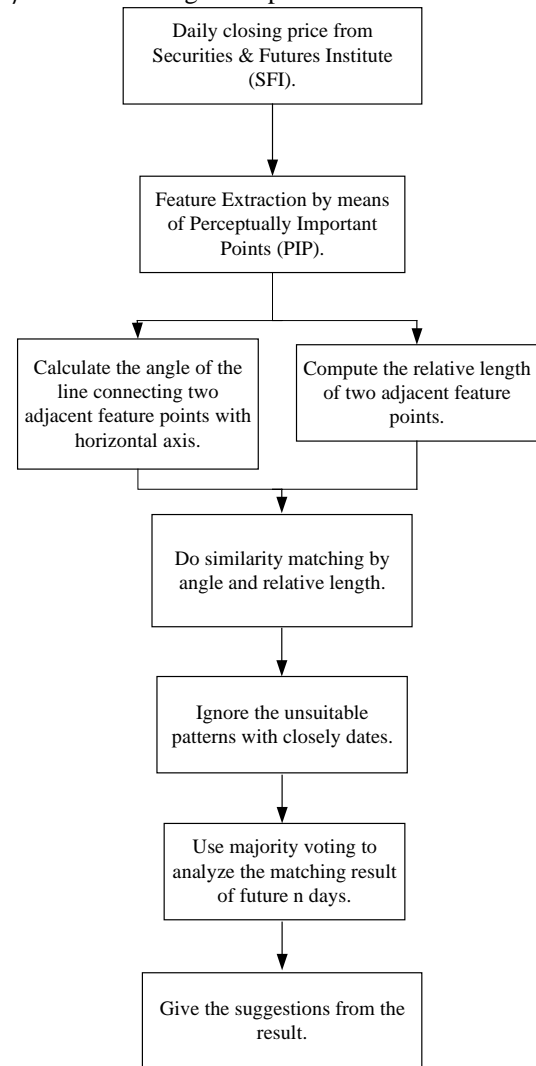 Daily closing price from
Securities & Futures Institute
(SFI).
Feature Extraction by means
of Perceptually Important
Points (PIP).
Calculate the angle of the
line connecting two
adjacent feature points with
horizontal axis.
Compute the relative length
of two adjacent feature
points.
Do similarity matching by
angle and relative length.
Ignore the unsuitable
patterns with closely dates.
Use majority voting to
analyze the matching result
of future n days.
Give the suggestions from the
result.